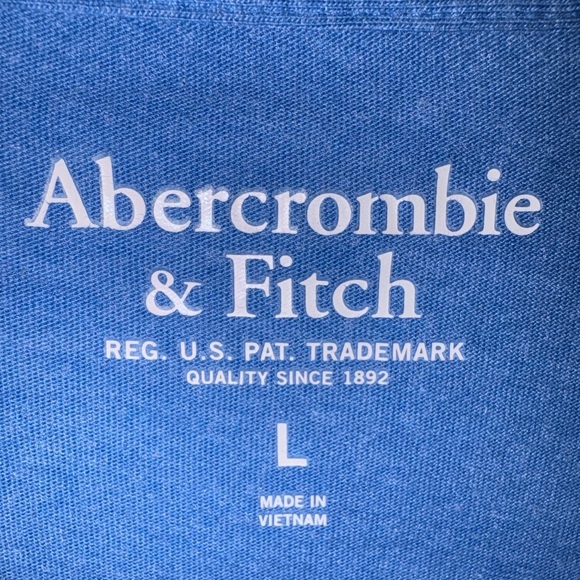 Abercrombie
& Fitch
REG. U.S. PAT. TRADEMARK
QUALITY SINCE 1892
L
MADE IN
VIETNAM